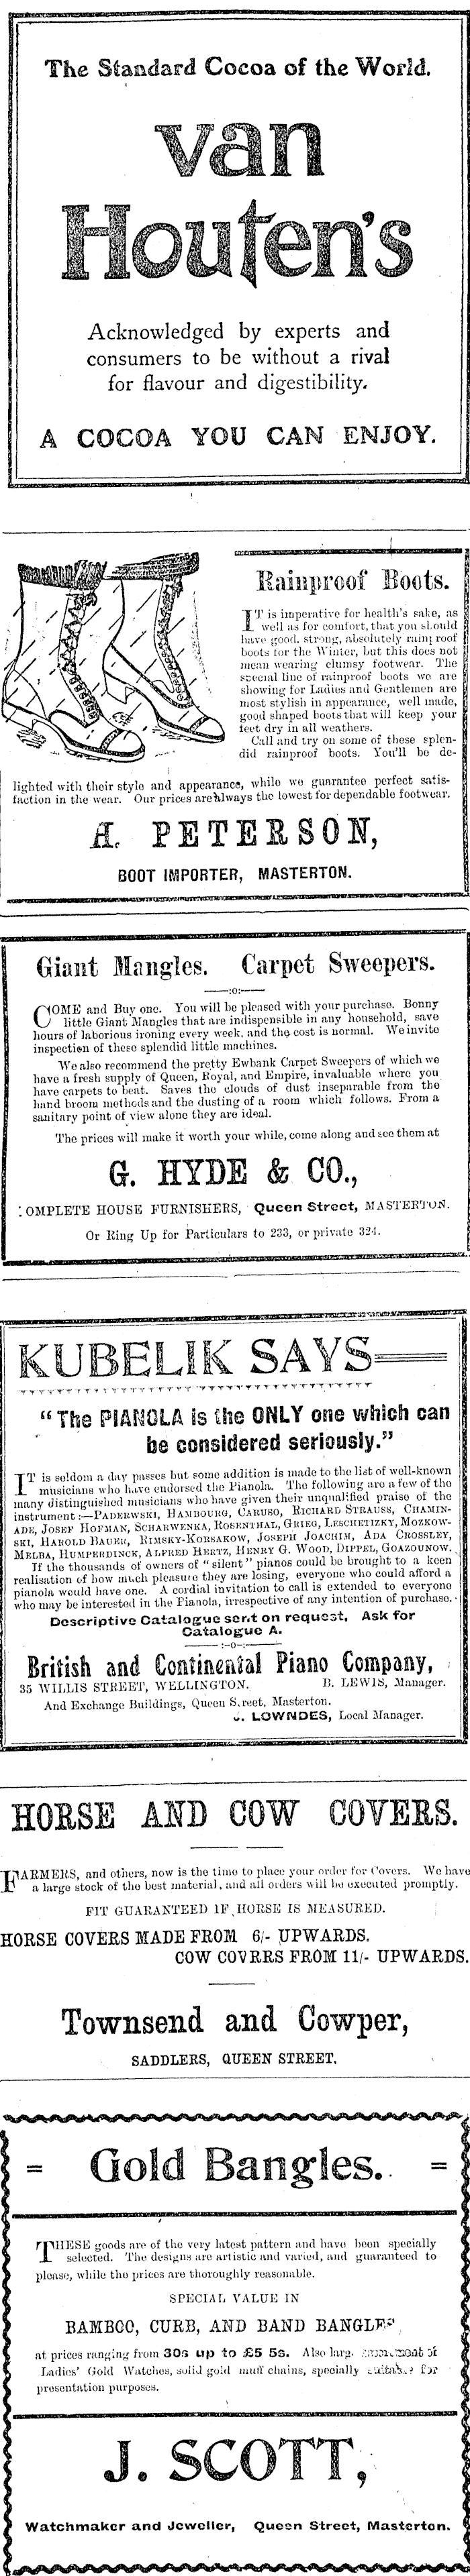 The Standard Cocoa of the World.
van
Houten's
Acknowledged by experts and
consumers to be without a rival
for flavour and digestibility.
A COCOA YOU CAN ENJOY.
Rainproof Boots.
IT is imperative for health's sake, as
well as for comfort, that you should
have good, strong, absolutely rainproof
boots for the Winter, but this does not
mean wearing clumsy footwear. The
special line of rainproof boots we are
showing for Ladies and Gentlemen are
most stylish in appearance, well made,
good shaped boots that will keep your
feet dry in all weathers.
Call and try on some of these splen-
did rainproof boots. You'll be de-
lighted with their style and appearance, while we guarantee perfect satis-
faction in the wear. Our prices are always the lowest for dependable footwear.
A. PETERSON,
BOOT IMPORTER, MASTERTON.
Giant Mangles. Carpet Sweepers.
:o:
COME and Buy one. You will be pleased with your purchase. Bonny
little Giant Mangles that are indispensible in any household, save
hours of laborious ironing every week, and the cost is normal. We invite
inspection of these splendid little machines.
We also recommend the pretty Ewbank Carpet Sweepers of which we
have a fresh supply of Queen, Royal, and Empire, invaluable where you
have carpets to beat. Saves the clouds of dust inseparable from the
hand broom methods and the dusting of a room which follows. From a
sanitary point of view alone they are ideal.
The prices will make it worth your while, come along and see them at
G. HYDE & CO.,
COMPLETE HOUSE FURNISHERS, Queen Street, MASTERTON.
Or Ring Up for Particulars to 233, or private 324.
KUBELIK SAYS
"The PIANOLA is the ONLY one which can
be considered seriously."
IT is seldom a day passes but some addition is made to the list of well-known
musicians who have endorsed the Pianola. The following are a few of the
many distinguished musicians who have given their unqualified praise of the
instrument:—PADERWSKI, HAMBOURG, CARUSO, RICHARD STRAUSS, CHAMIN-
ADE, JOSEF HOFMAN, SCHARWENKA, ROSENTHAL, GRIEG, LESCHETIZKY, MOZKOW-
SKI, HAROLD BAUER, RIMSKY-KORSAKOW, JOSEPH JOACHIM, ADA CROSSLEY,
MELBA, HUMPERDINCK, ALFRED HERTZ, HENRY G. WOOD, DIPPEL, GOAZOUNOW.
If the thousands of owners of "silent" pianos could be brought to a keen
realisation of how much pleasure they are losing, everyone who could afford a
pianola would have one. A cordial invitation to call is extended to everyone
who may be interested in the Pianola, irrespective of any intention of purchase.
Descriptive Catalogue sent on request, Ask for
Catalogue A.
:-o-:
British and Continental Piano Company,
35 WILLIS STREET, WELLINGTON. B. LEWIS, Manager.
And Exchange Buildings, Queen Street, Masterton.
J. LOWNDES, Local Manager.
HORSE AND COW COVERS.
FARMERS, and others, now is the time to place your order for Covers. We have
a large stock of the best material, and all orders will be executed promptly.
FIT GUARANTEED IF HORSE IS MEASURED.
HORSE COVERS MADE FROM 6/- UPWARDS.
COW COVERS FROM 11/- UPWARDS.
Townsend and Cowper,
SADDLERS, QUEEN STREET.
= Gold Bangles. =
THESE goods are of the very latest pattern and have been specially
selected. The designs are artistic and varied, and guaranteed to
please, while the prices are thoroughly reasonable.
SPECIAL VALUE IN
BAMBOO, CURB, AND BAND BANGLES
at prices ranging from 30s up to £5 5s. Also large assortment of
Ladies' Gold Watches, solid gold muff chains, specially suitable for
presentation purposes.
J. SCOTT,
Watchmaker and Jeweller, Queen Street, Masterton.